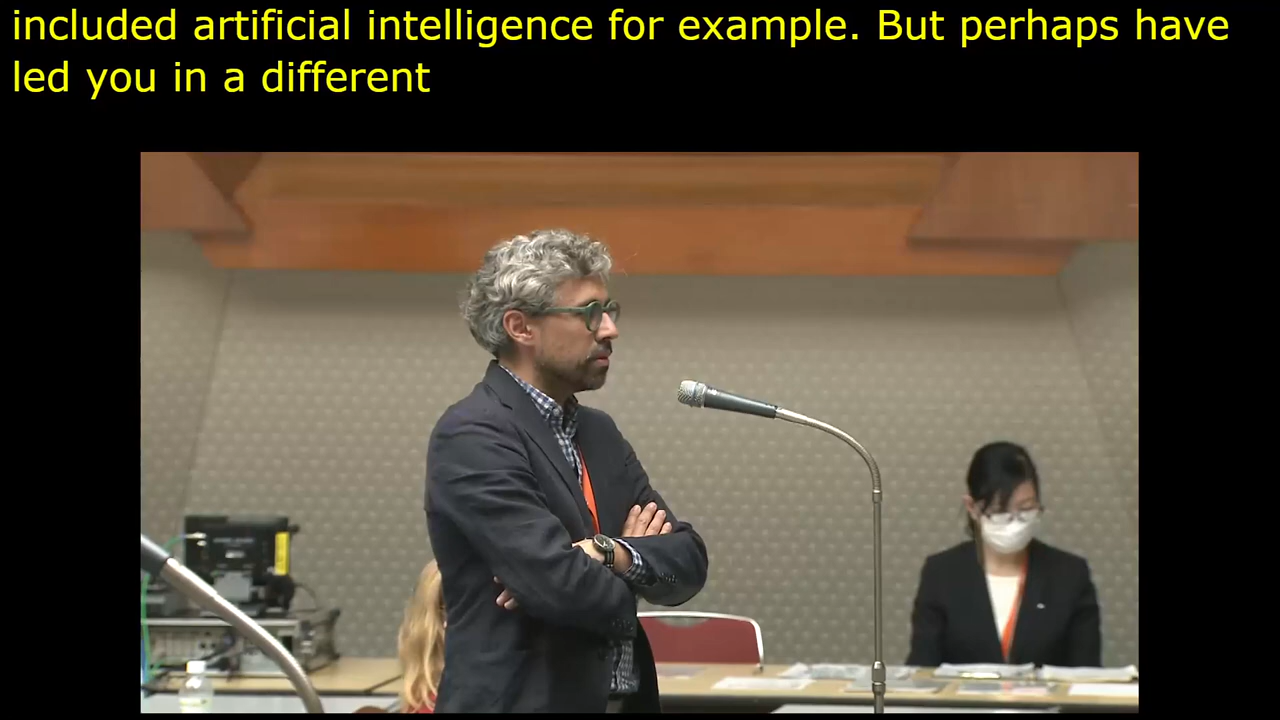 included artificial intelligence for example. But perhaps have
led you in a different